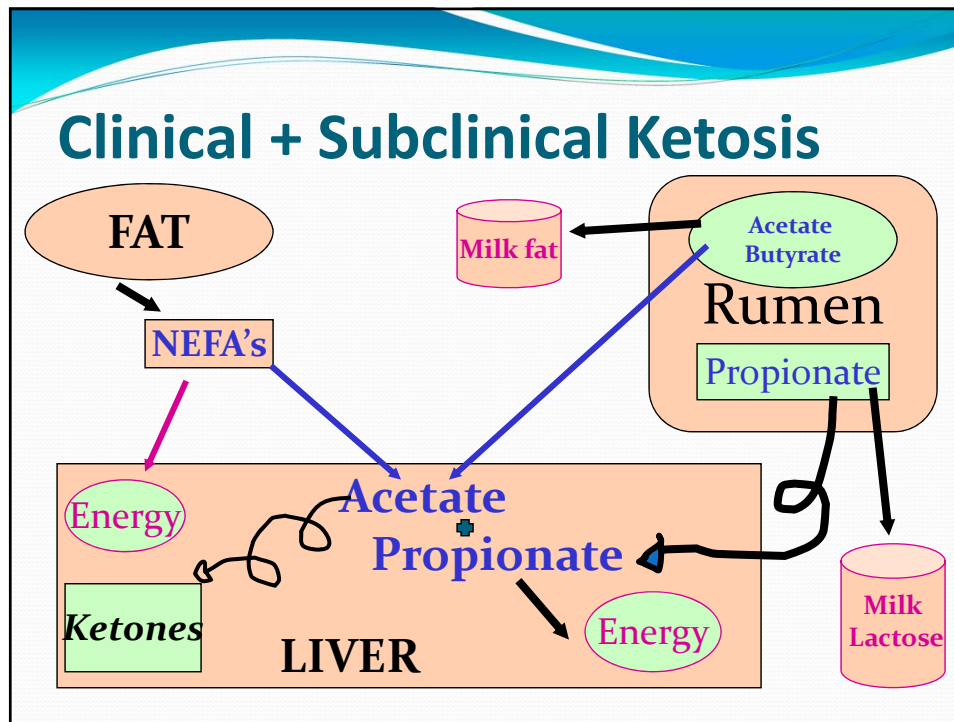 Clinical + Subclinical Ketosis
FAT
Milk fat
Acetate
Butyrate
Rumen
NEFA's
Propionate
Energy
Acetate
Propionate
Ketones
LIVER
Energy
Milk
Lactose